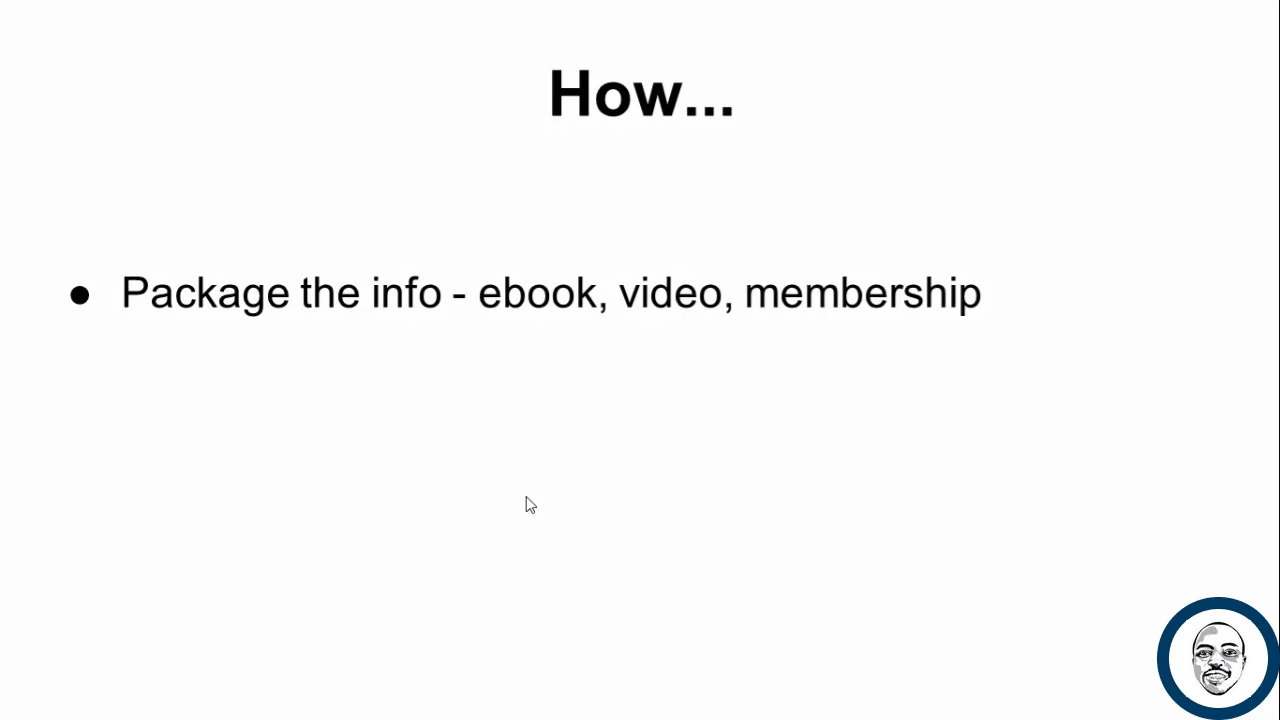 How...
● Package the info - ebook, video, membership